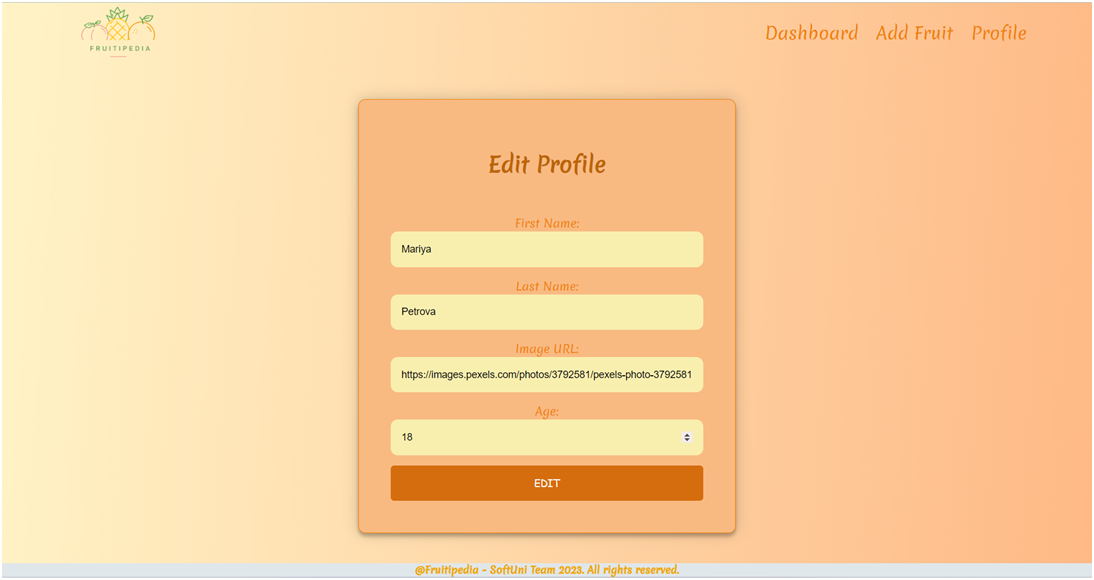 FRUITIPEDIA
Dashboard Add Fruit Profile
Edit Profile
First Name:
Mariya
Last Name:
Petrova
Image URL:
https://images.pexels.com/photos/3792581/pexels-photo-3792581
Age:
18
EDIT
@Fruitipedia - SoftUni Team 2023. All rights reserved.